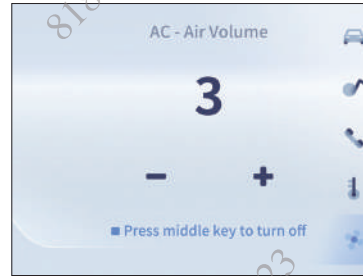 AC - Air Volume
3
− +
■ Press middle key to turn off